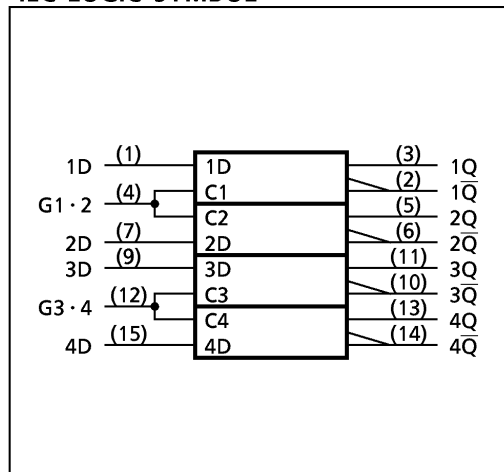 IEC LOGIC SYMBOL
1D (1) 1D (3) 1Q
C1 (2) 1Q̅
G1・2 (4)
C2 (5) 2Q
2D (7) 2D (6) 2Q̅
3D (9) 3D (11) 3Q
C3 (10) 3Q̅
G3・4 (12)
C4 (13) 4Q
4D (15) 4D (14) 4Q̅